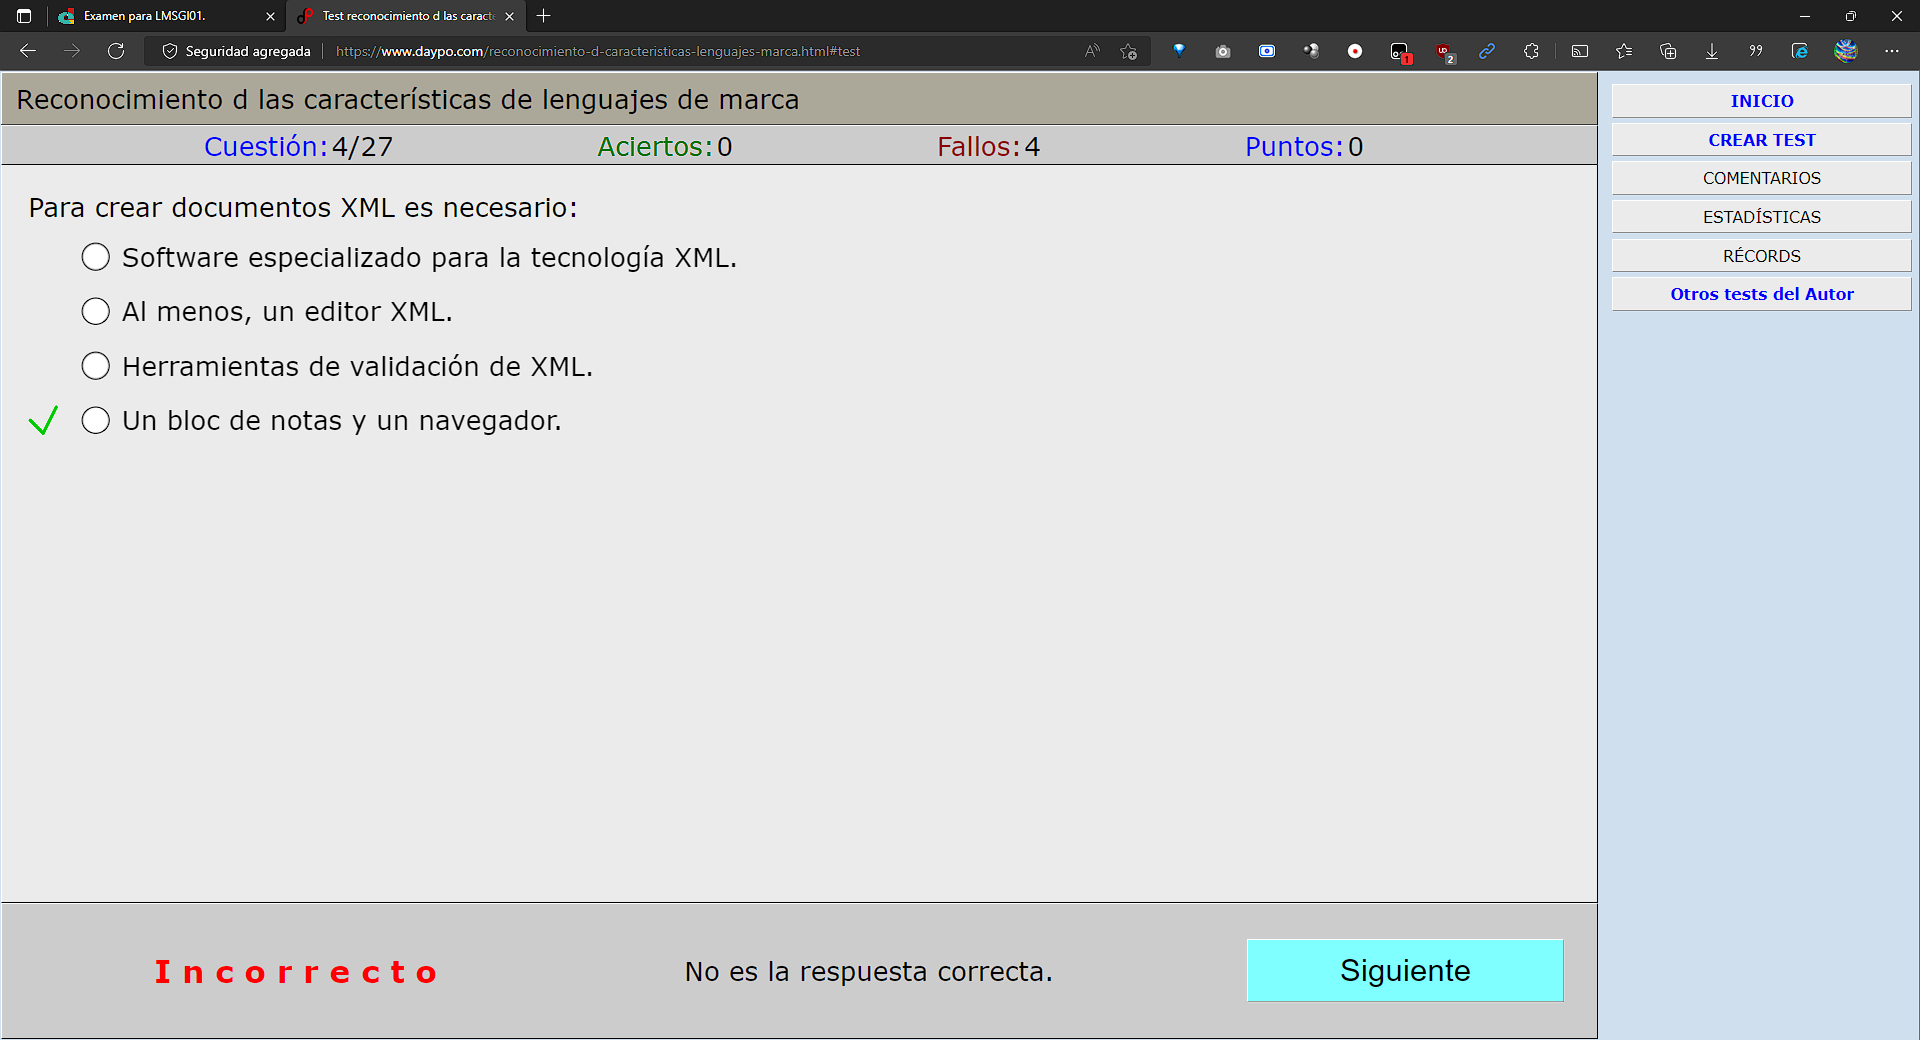 Examen para LMSGI01.
Test reconocimiento d las caracte
Seguridad agregada
https://www.daypo.com/reconocimiento-d-caracteristicas-lenguajes-marca.html#test
1
2
Reconocimiento d las características de lenguajes de marca
Cuestión: 4/27 Aciertos: 0 Fallos: 4 Puntos: 0
Para crear documentos XML es necesario:
Software especializado para la tecnología XML.
Al menos, un editor XML.
Herramientas de validación de XML.
Un bloc de notas y un navegador.
Incorrecto
No es la respuesta correcta.
Siguiente
INICIO
CREAR TEST
COMENTARIOS
ESTADÍSTICAS
RÉCORDS
Otros tests del Autor